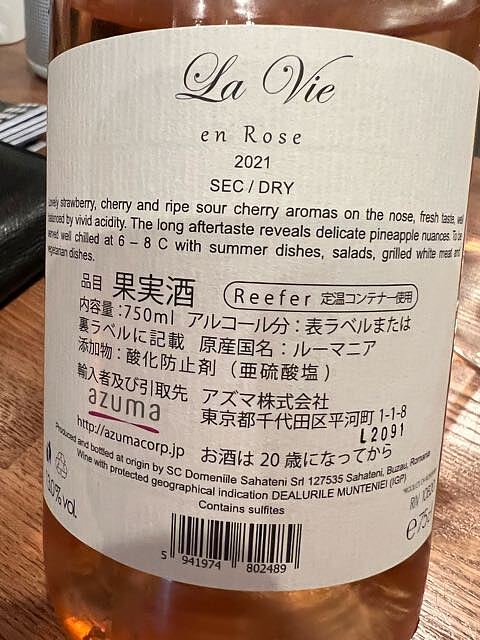 La Vie
en Rose
2021
SEC / DRY
Lovely strawberry, cherry and ripe sour cherry aromas on the nose, fresh taste, well
balanced by vivid acidity. The long aftertaste reveals delicate pineapple nuances. To be
served well chilled at 6 – 8 C with summer dishes, salads, grilled white meat and
vegetarian dishes.
品目 果実酒 Reefer 定温コンテナー使用
内容量:750ml アルコール分:表ラベルまたは
裏ラベルに記載 原産国名:ルーマニア
添加物:酸化防止剤(亜硫酸塩)
輸入者及び引取先 アズマ株式会社
azuma 東京都千代田区平河町1-1-8
L2091
http://azumacorp.jp お酒は20歳になってから
Produced and bottled at origin by SC Domeniile Sahateni Srl 127535 Sahateni, Buzau, Romania
Wine with protected geographical indication DEALURILE MUNTENIEI (IGP)
Contains sulfites
% vol.
RIN
e 75cl
5 941974 802489